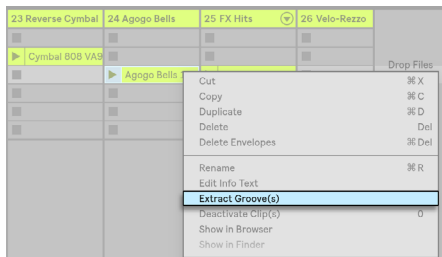 23 Reverse Cymbal 24 Agogo Bells 25 FX Hits 26 Velo-Rezzo
Cymbal 808 VA9
Drop Files
Agogo Bells
Cut ⌘ X
Copy ⌘ C
Duplicate ⌘ D
Delete Del
Delete Envelopes ⌘ Del
Rename ⌘ R
Edit Info Text
Extract Groove(s)
Deactivate Clip(s) 0
Show in Browser
Show in Finder